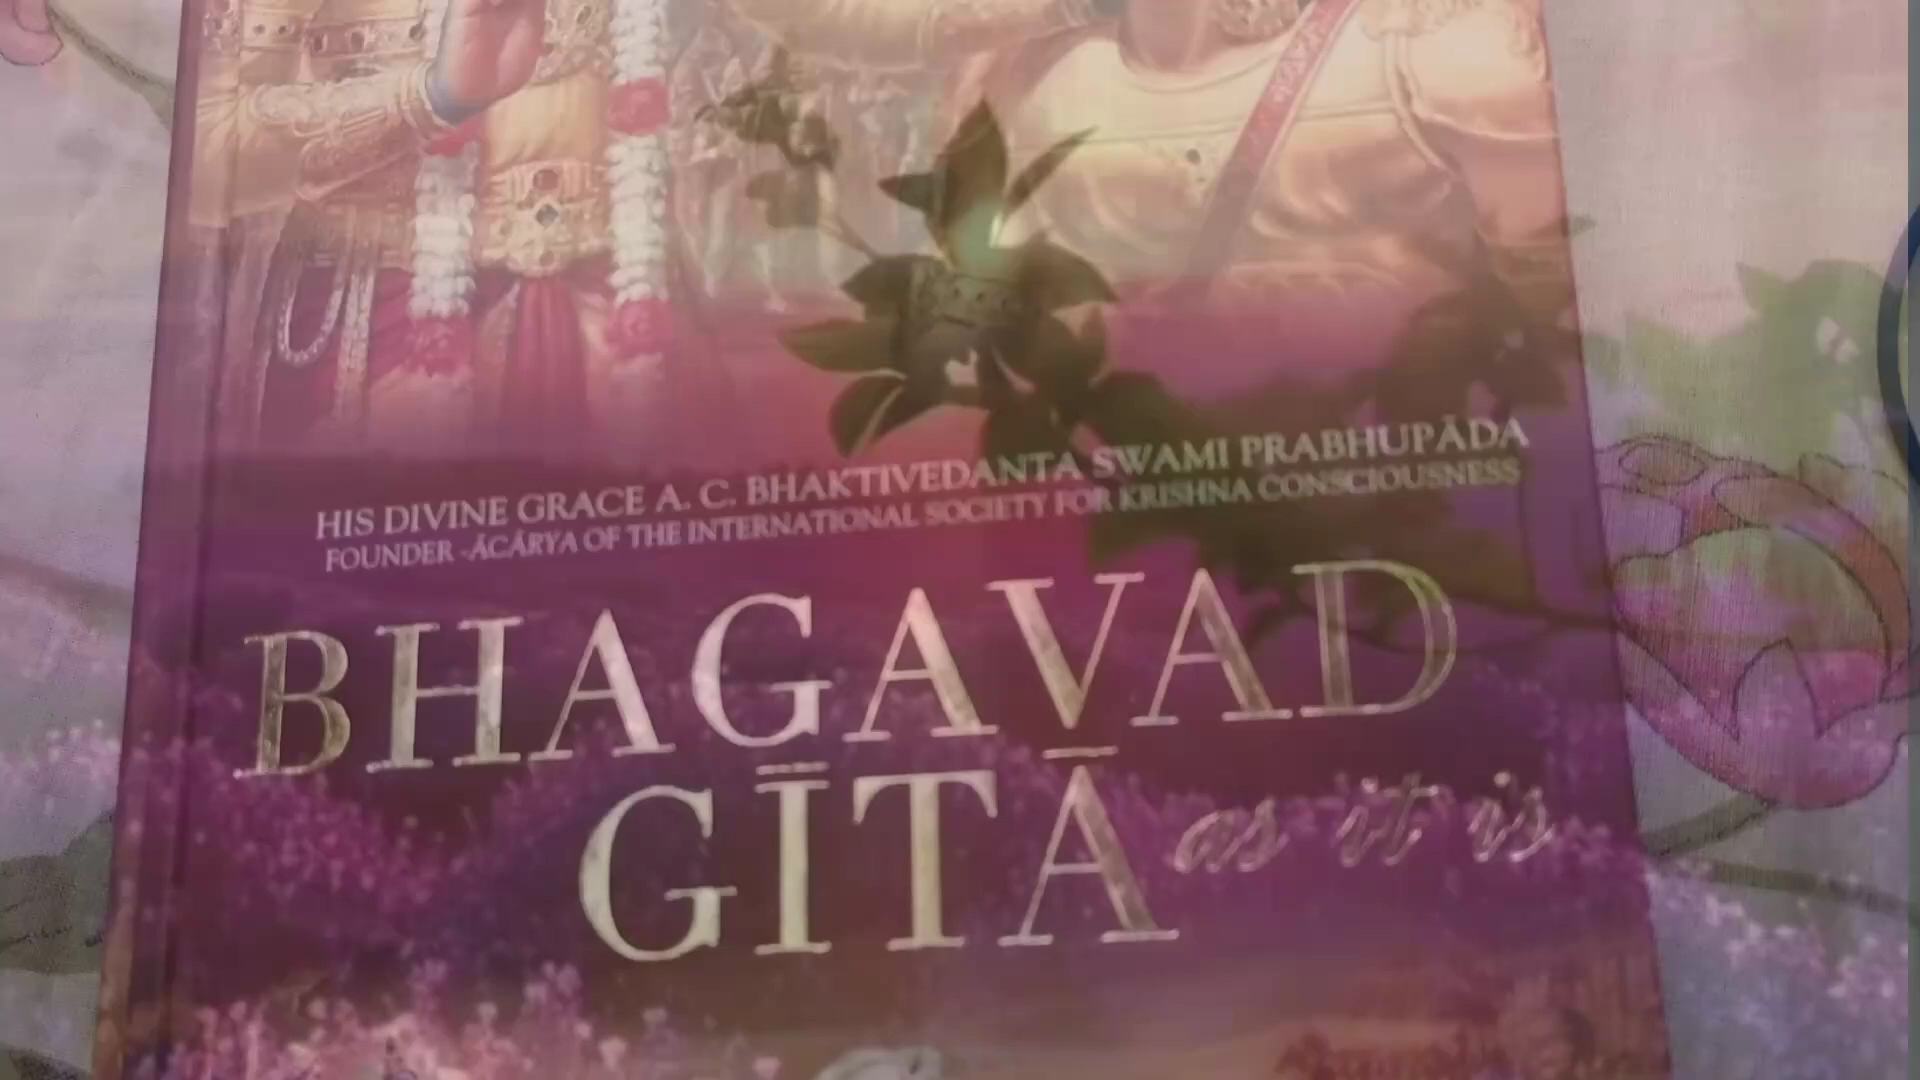 HIS DIVINE GRACE A. C. BHAKTIVEDANTA SWAMI PRABHUPĀDA
FOUNDER -ĀCĀRYA OF THE INTERNATIONAL SOCIETY FOR KRISHNA CONSCIOUSNESS
BHAGAVAD
GĪTĀ as it is